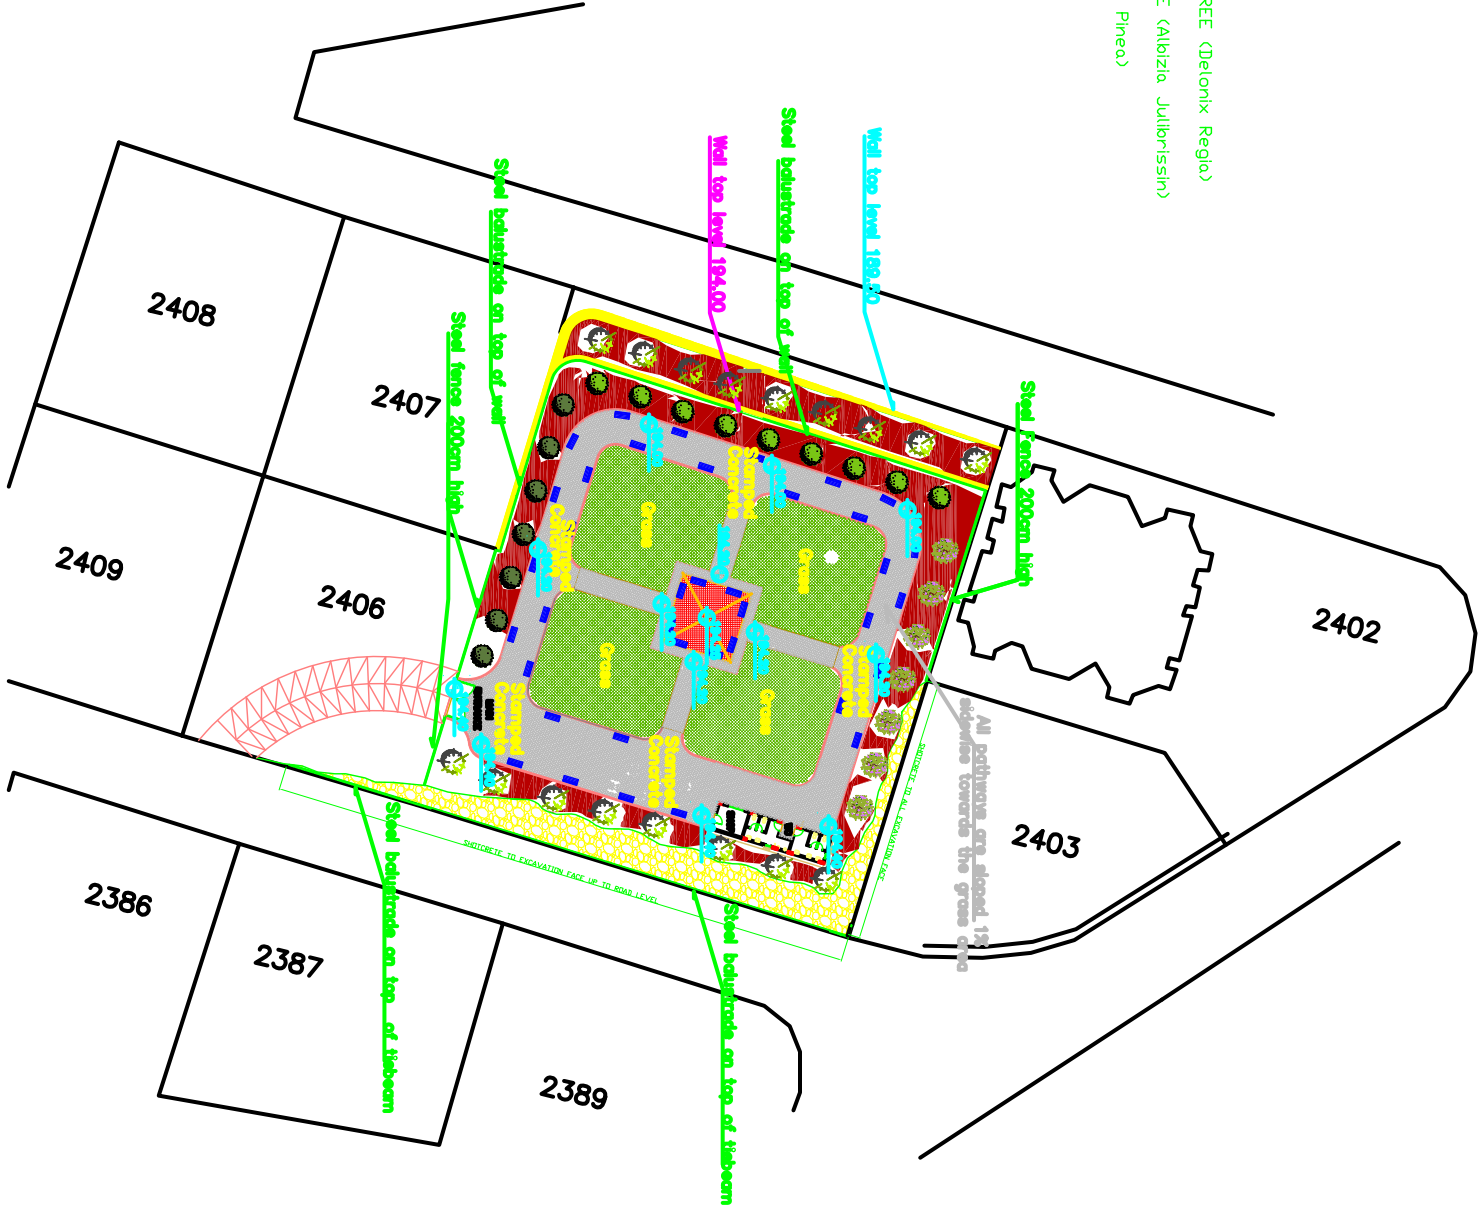 REE (Delonix Regia)
E (Albizia Julibrissin)
Pinea)
Wall top level 189.50
Steel balustrade on top of wall
Wall top level 194.00
Steel balustrade on top of wall
Steel fence 200cm high
Steel Fence 200cm high
2408
2407
2409
2406
2402
2403
2386
2387
2389
Grass
Grass
Grass
Grass
Stamped
Concrete
Stamped
Concrete
Stamped
Concrete
Stamped
Concrete
Stamped
Concrete
All pathways are sloped 1%
sidewise towards the grass area
SHOTCRETE TO ALL EXCAVATION FACE
SHOTCRETE TO EXCAVATION FACE UP TO ROAD LEVEL
Steel balustrade on top of tiebeam
Steel balustrade on top of tiebeam